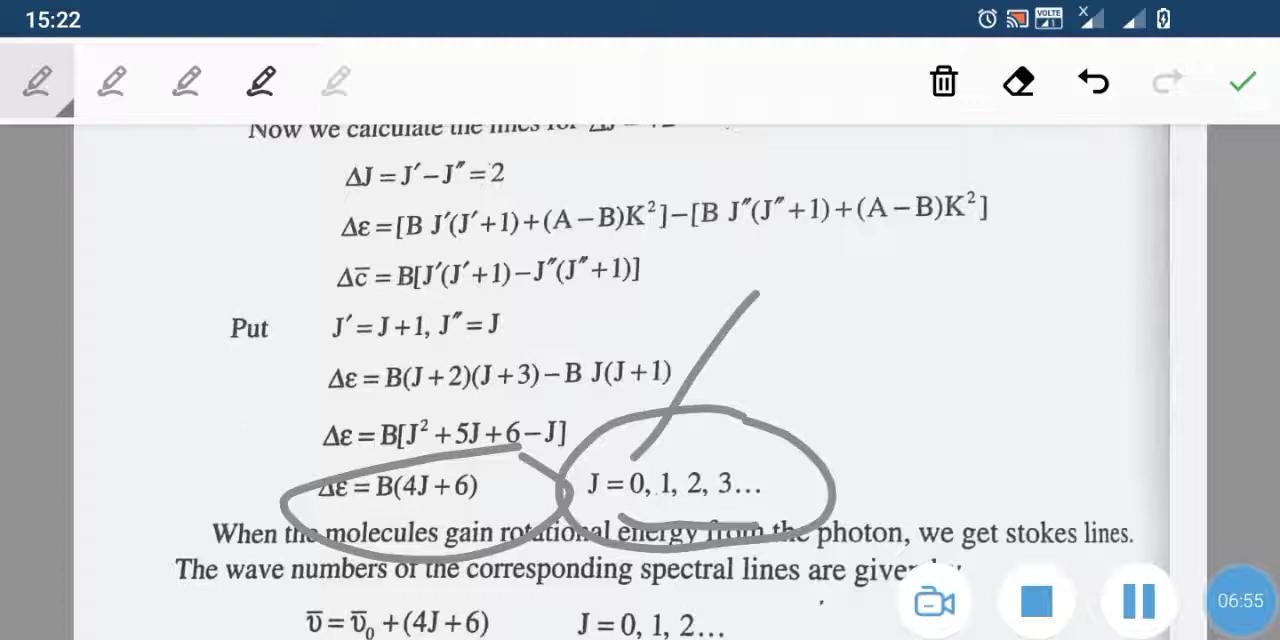 15:22
VOLTE
Now we calculate the lines for ΔJ
ΔJ = J′ − J″ = 2
Δε = [B J′(J′+1)+(A−B)K²]−[B J″(J″+1)+(A−B)K²]
Δc̅ = B[J′(J′+1)−J″(J″+1)]
Put J′ = J+1, J″ = J
Δε = B(J+2)(J+3)−B J(J+1)
Δε = B[J² +5J+6−J]
Δε = B(4J+6) J = 0, 1, 2, 3...
When the molecules gain rotational energy from the photon, we get stokes lines.
The wave numbers of the corresponding spectral lines are given
ῡ = ῡ₀ +(4J+6) J = 0, 1, 2...
06:55